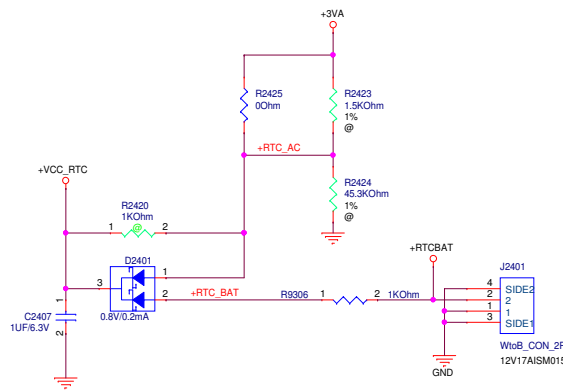 +3VA
R2425
0Ohm
R2423
1.5KOhm
1%
@
+RTC_AC
+VCC_RTC
R2424
45.3KOhm
1%
@
R2420
1KOhm
1
@
2
+RTCBAT
D2401
J2401
3
1
2
+RTC_BAT
R9306
1
2
1KOhm
4
2
1
3
SIDE2
2
1
SIDE1
0.8V/0.2mA
C2407
1UF/6.3V
1
2
GND
WtoB_CON_2P
12V17AISM015